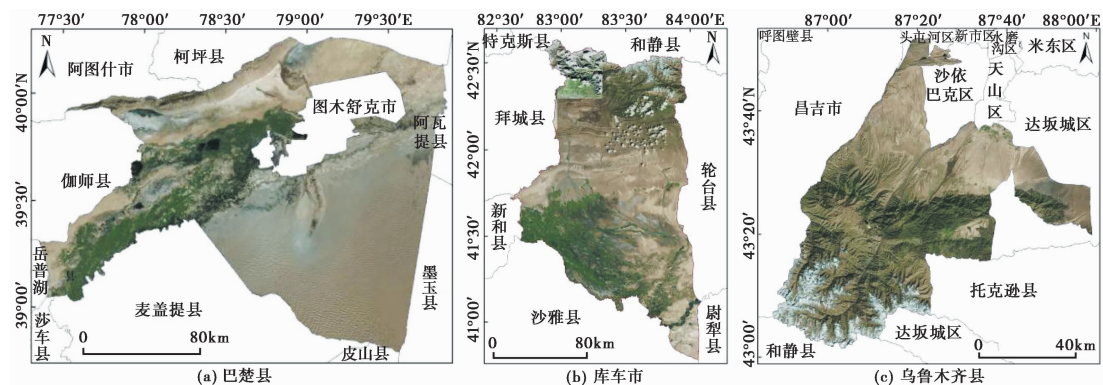 77°30′ 78°00′ 78°30′ 79°00′ 79°30′E
N
柯坪县
阿图什市
图木舒克市
阿瓦提县
伽师县
岳普湖
莎车县
麦盖提县
墨玉县
皮山县
40°00′N
39°30′
39°00′
0 80km
(a) 巴楚县
82°30′ 83°00′ 83°30′ 84°00′E
N
特克斯县
和静县
拜城县
轮台县
新和县
沙雅县
尉犁县
42°30′N
42°00′
41°30′
41°00′
0 80km
(b) 库车市
87°00′ 87°20′ 87°40′ 88°00′E
N
呼图壁县
头屯河区
新市区
水磨沟区
米东区
沙依巴克区
天山区
昌吉市
达坂城区
托克逊县
达坂城区
和静县
43°40′N
43°20′
43°00′
0 40km
(c) 乌鲁木齐县